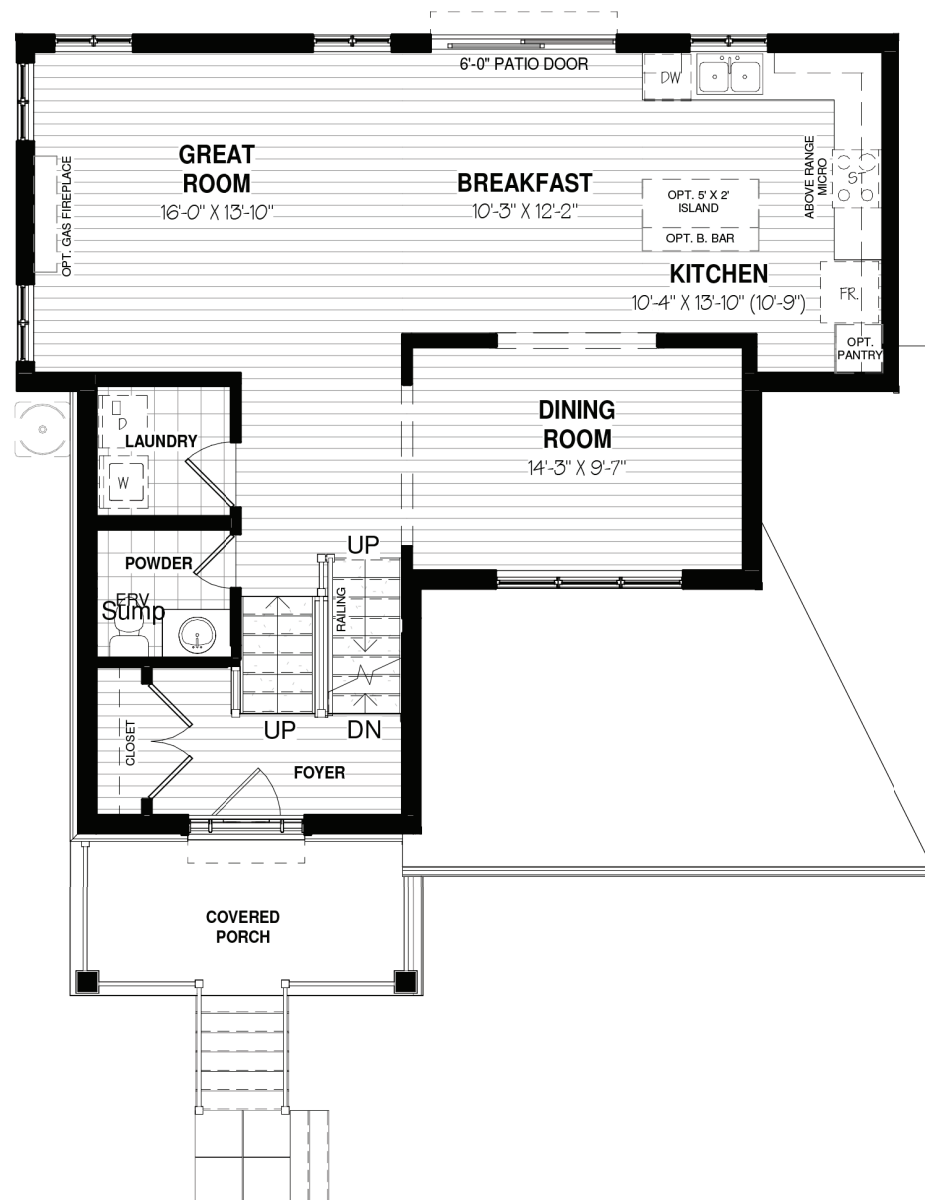 6'-0" PATIO DOOR
DW
GREAT
ROOM
16'-0" X 13'-10"
OPT. GAS FIREPLACE
BREAKFAST
10'-3" X 12'-2"
OPT. 5' X 2'
ISLAND
OPT. B. BAR
ABOVE RANGE
MICRO
ST
KITCHEN
10'-4" X 13'-10" (10'-9")
FR.
OPT.
PANTRY
DINING
ROOM
14'-3" X 9'-7"
D
LAUNDRY
W
UP
POWDER
ERV
Sump
RAILING
UP
DN
CLOSET
FOYER
COVERED
PORCH